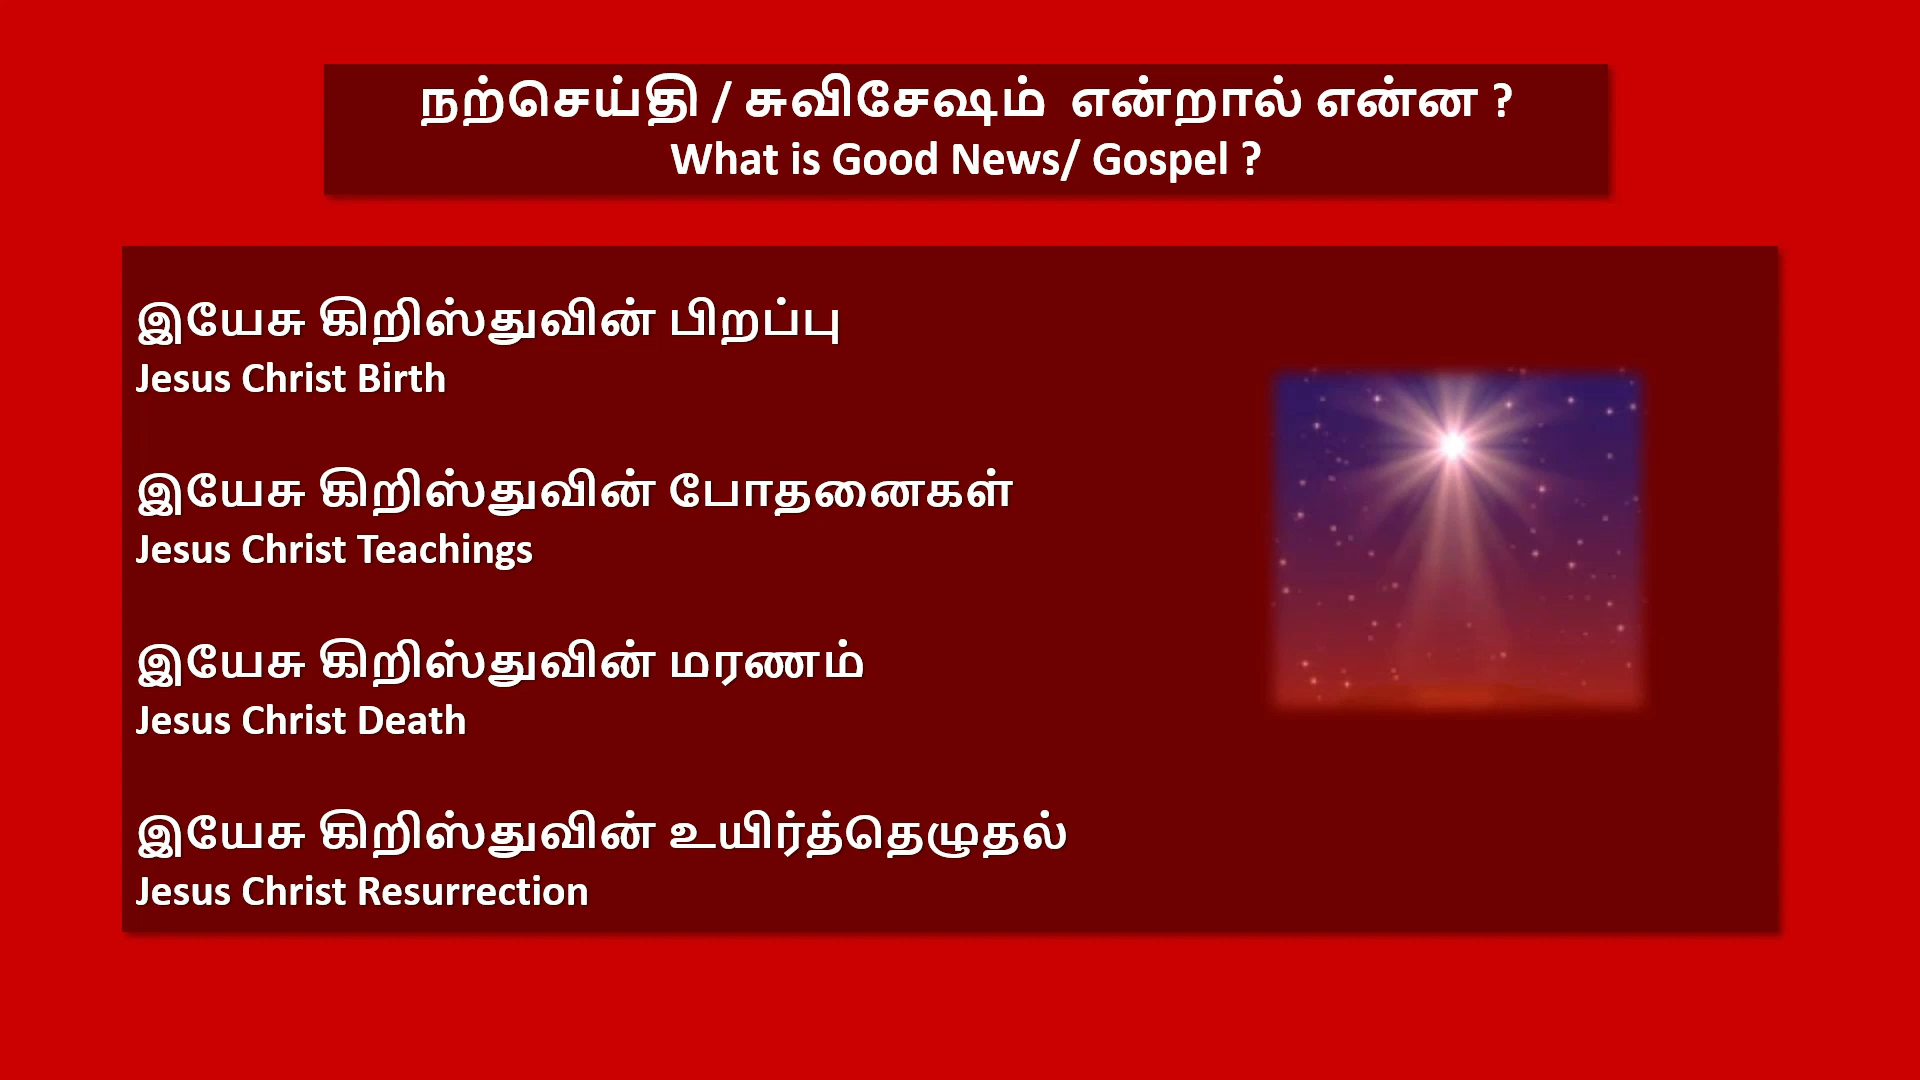 நற்செய்தி / சுவிசேஷம் என்றால் என்ன ?
What is Good News/ Gospel ?
இயேசு கிறிஸ்துவின் பிறப்பு
Jesus Christ Birth
இயேசு கிறிஸ்துவின் போதனைகள்
Jesus Christ Teachings
இயேசு கிறிஸ்துவின் மரணம்
Jesus Christ Death
இயேசு கிறிஸ்துவின் உயிர்த்தெழுதல்
Jesus Christ Resurrection